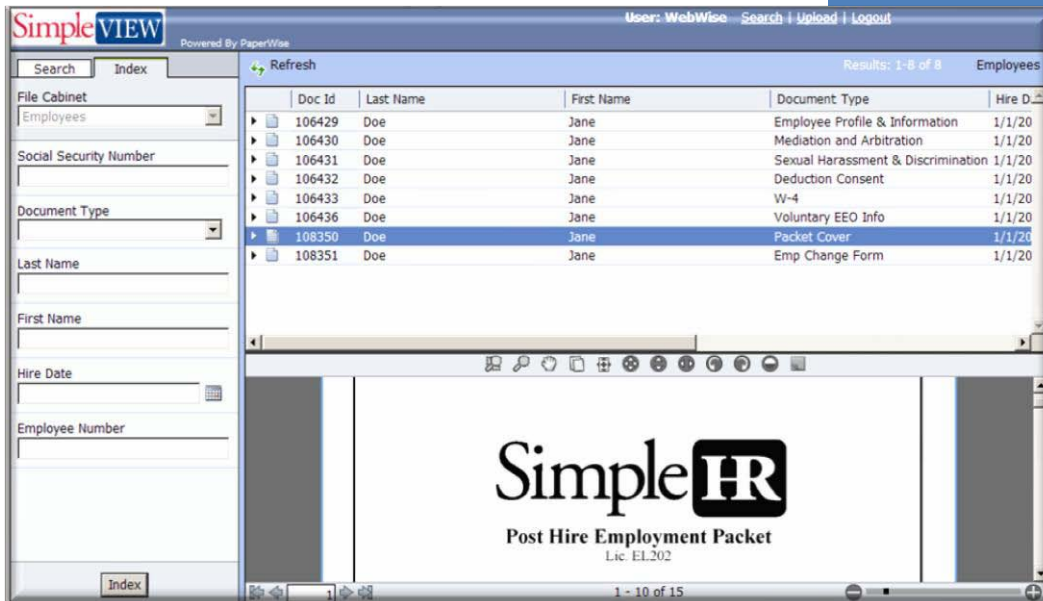 Simple VIEW
Powered By PaperWise
User: WebWise Search | Upload | Logout
Search Index
File Cabinet
Employees
Social Security Number
Document Type
Last Name
First Name
Hire Date
Employee Number
Index
Refresh Results: 1-8 of 8 Employees
Doc Id Last Name First Name Document Type Hire D
106429 Doe Jane Employee Profile & Information 1/1/20
106430 Doe Jane Mediation and Arbitration 1/1/20
106431 Doe Jane Sexual Harassment & Discrimination 1/1/20
106432 Doe Jane Deduction Consent 1/1/20
106433 Doe Jane W-4 1/1/20
106436 Doe Jane Voluntary EEO Info 1/1/20
108350 Doe Jane Packet Cover 1/1/20
108351 Doe Jane Emp Change Form 1/1/20
Simple HR
Post Hire Employment Packet
Lic. EL202
1 1 - 10 of 15